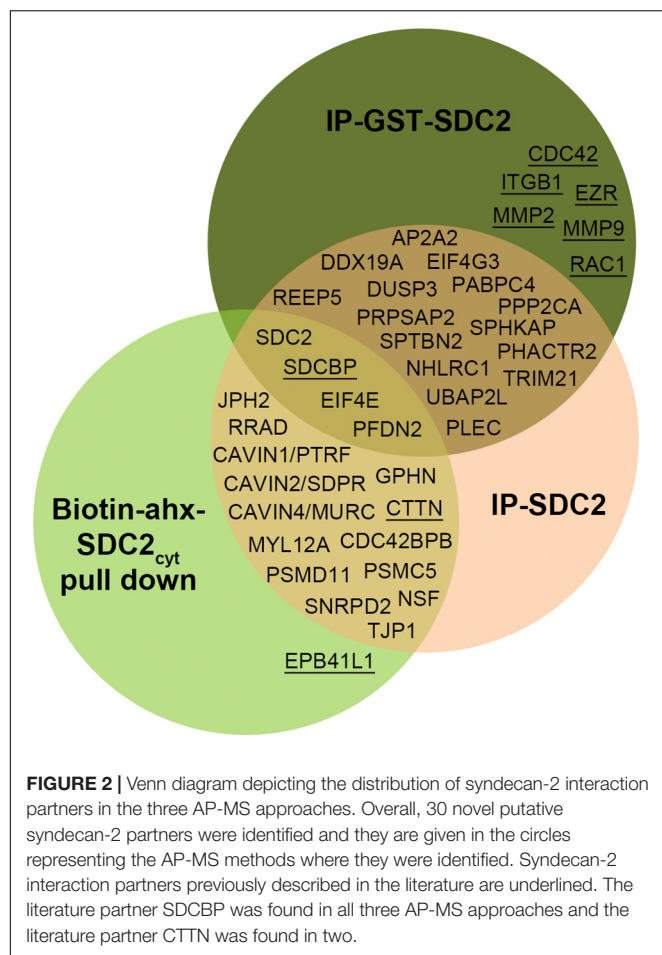 IP-GST-SDC2
CDC42
ITGB1
EZR
MMP2
MMP9
AP2A2
RAC1
DDX19A EIF4G3
REEP5 DUSP3 PABPC4
PPP2CA
PRPSAP2
SPHKAP
SDC2
SPTBN2
PHACTR2
SDCBP
NHLRC1
TRIM21
JPH2 EIF4E
UBAP2L
RRAD
PFDN2 PLEC
CAVIN1/PTRF
CAVIN2/SDPR GPHN
CAVIN4/MURC CTTN
MYL12A CDC42BPB
PSMD11 PSMC5
SNRPD2 NSF
TJP1
EPB41L1
IP-SDC2
Biotin-ahx-
SDC2cyt
pull down
FIGURE 2 | Venn diagram depicting the distribution of syndecan-2 interaction
partners in the three AP-MS approaches. Overall, 30 novel putative
syndecan-2 partners were identified and they are given in the circles
representing the AP-MS methods where they were identified. Syndecan-2
interaction partners previously described in the literature are underlined. The
literature partner SDCBP was found in all three AP-MS approaches and the
literature partner CTTN was found in two.